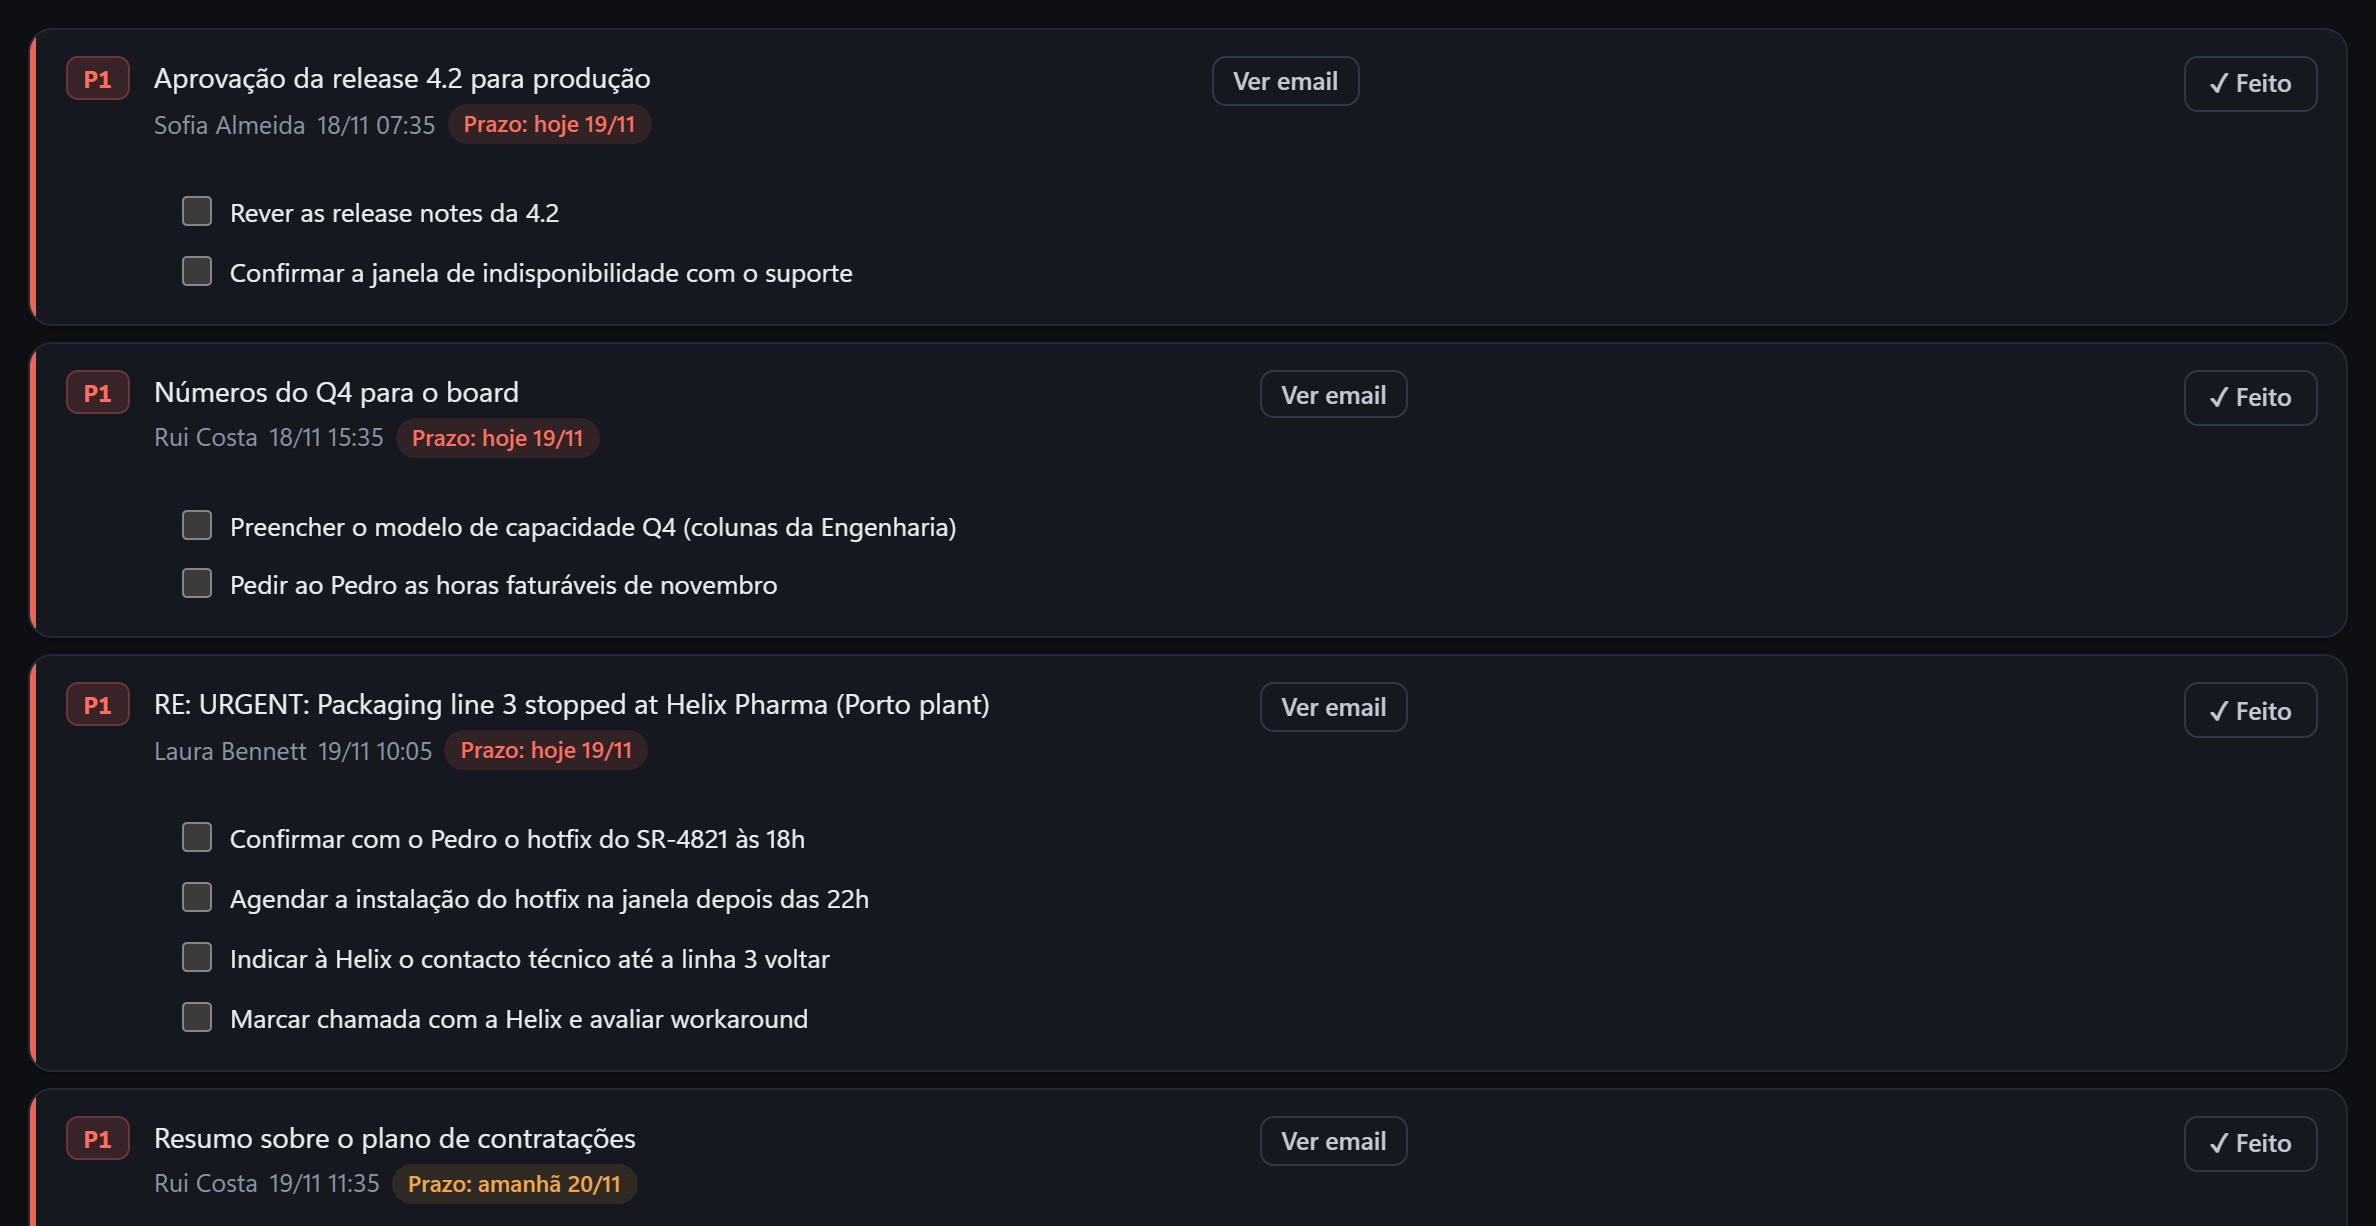 P1 Aprovação da release 4.2 para produção Ver email ✓ Feito
Sofia Almeida 18/11 07:35 Prazo: hoje 19/11
Rever as release notes da 4.2
Confirmar a janela de indisponibilidade com o suporte
P1 Números do Q4 para o board Ver email ✓ Feito
Rui Costa 18/11 15:35 Prazo: hoje 19/11
Preencher o modelo de capacidade Q4 (colunas da Engenharia)
Pedir ao Pedro as horas faturáveis de novembro
P1 RE: URGENT: Packaging line 3 stopped at Helix Pharma (Porto plant) Ver email ✓ Feito
Laura Bennett 19/11 10:05 Prazo: hoje 19/11
Confirmar com o Pedro o hotfix do SR-4821 às 18h
Agendar a instalação do hotfix na janela depois das 22h
Indicar à Helix o contacto técnico até a linha 3 voltar
Marcar chamada com a Helix e avaliar workaround
P1 Resumo sobre o plano de contratações Ver email ✓ Feito
Rui Costa 19/11 11:35 Prazo: amanhã 20/11